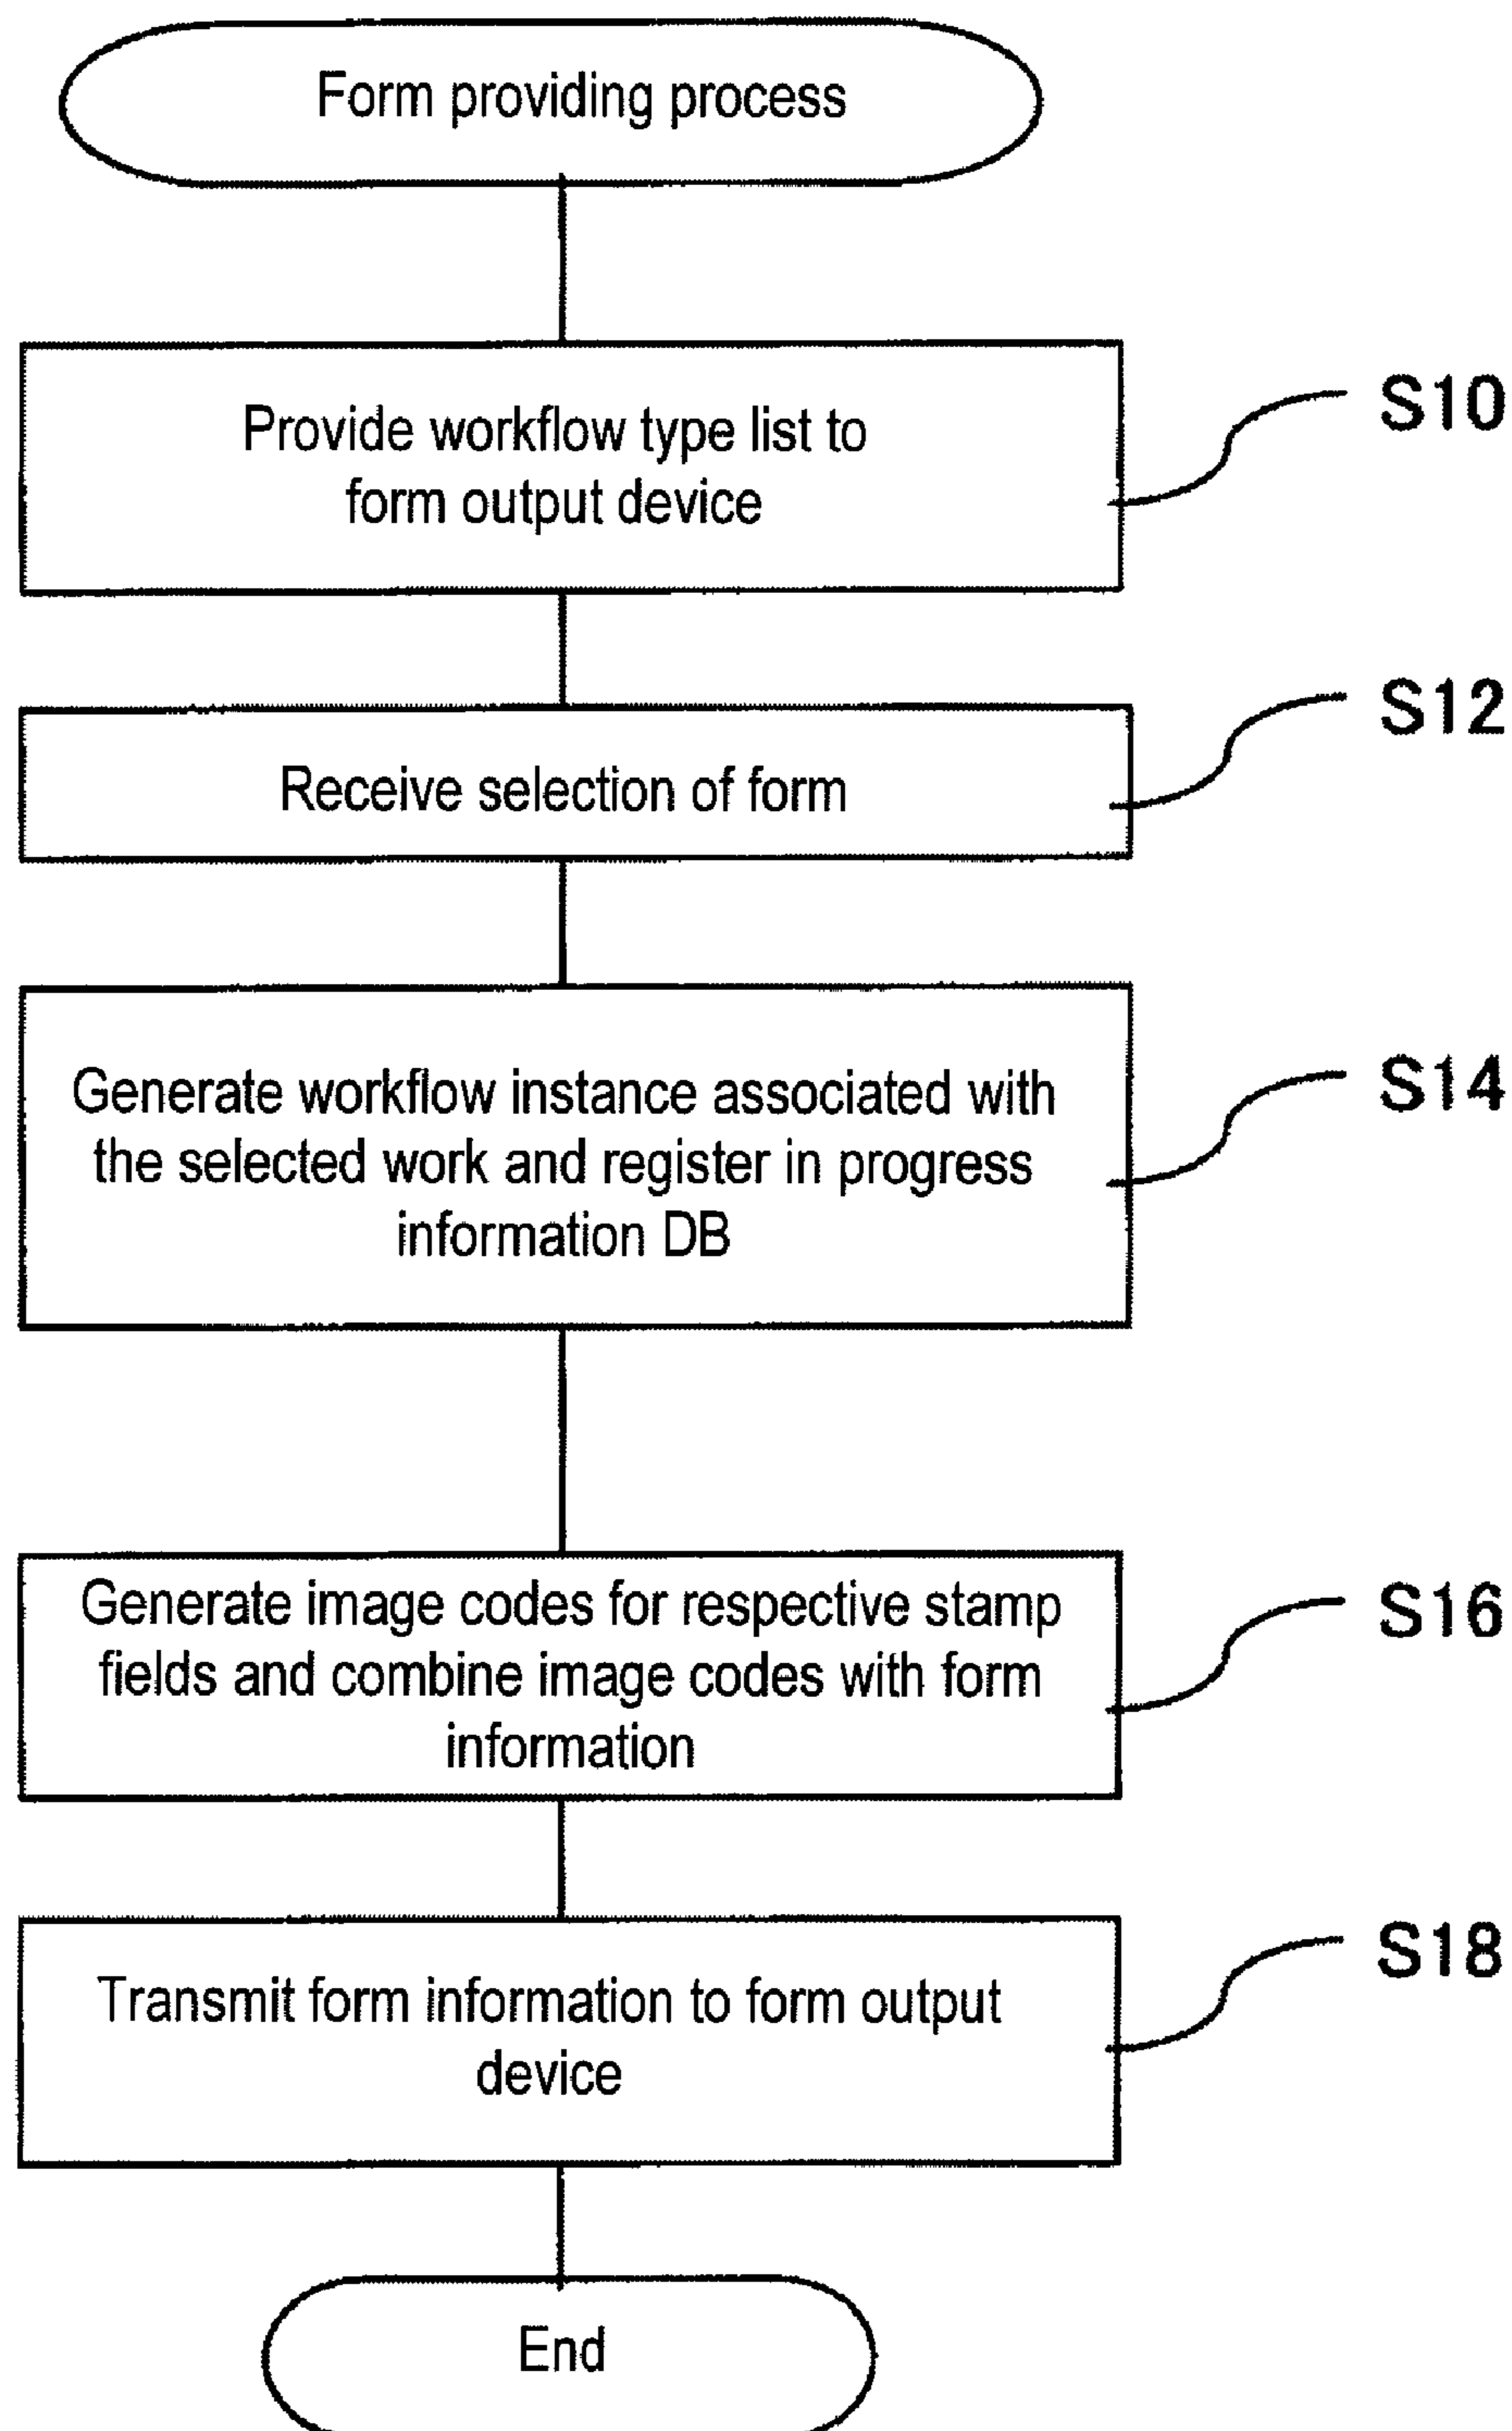 Form providing process
Provide workflow type list to
form output device
S10
Receive selection of form
S12
Generate workflow instance associated with
the selected work and register in progress
information DB
S14
Generate image codes for respective stamp
fields and combine image codes with form
information
S16
Transmit form information to form output
device
S18
End